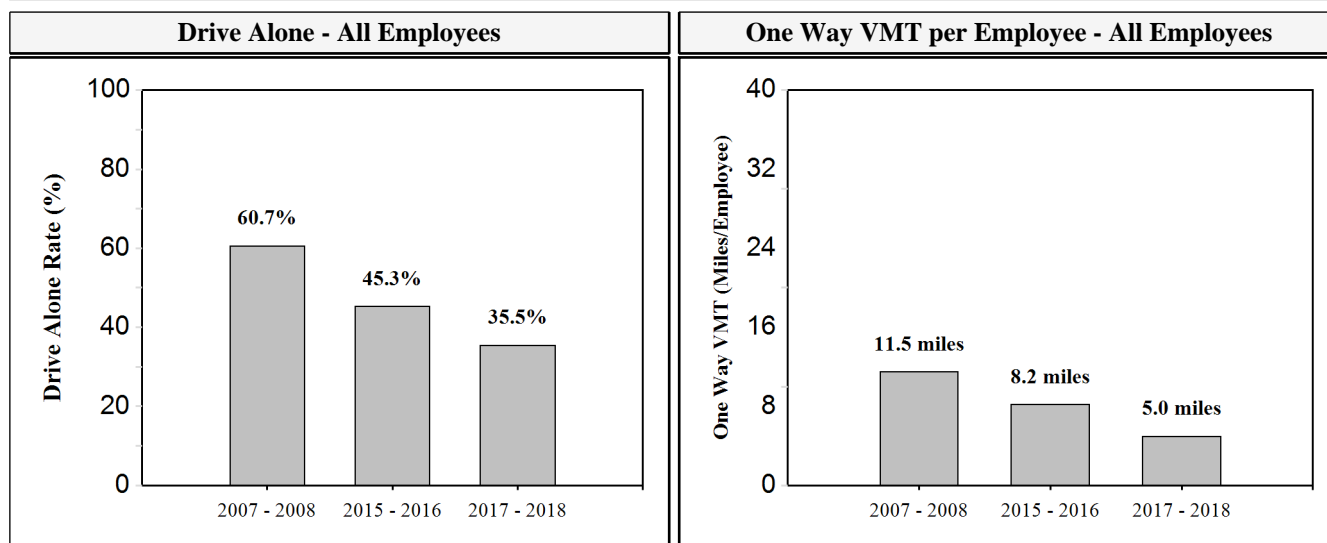 Drive Alone - All Employees
Drive Alone Rate (%)
100
80
60
40
20
0
60.7%
45.3%
35.5%
2007 - 2008
2015 - 2016
2017 - 2018
One Way VMT per Employee - All Employees
One Way VMT (Miles/Employee)
40
32
24
16
8
0
11.5 miles
8.2 miles
5.0 miles
2007 - 2008
2015 - 2016
2017 - 2018